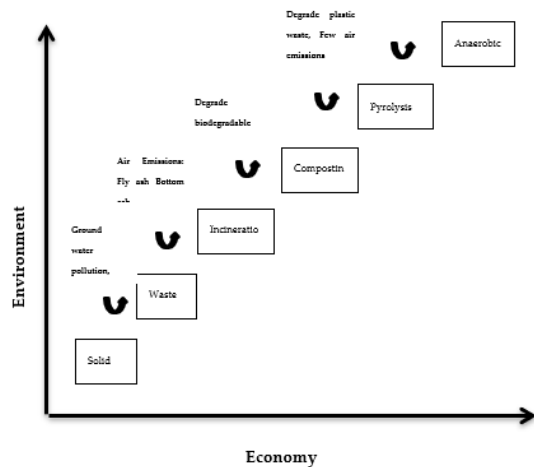 Degrade plastic
waste, Few air
emissions
Anaerobic
Pyrolysis
Degrade
biodegradable
Compostin
Air Emissions:
Fly ash Bottom
ash
Incineratio
Ground
water
pollution,
Waste
Solid
Environment
Economy